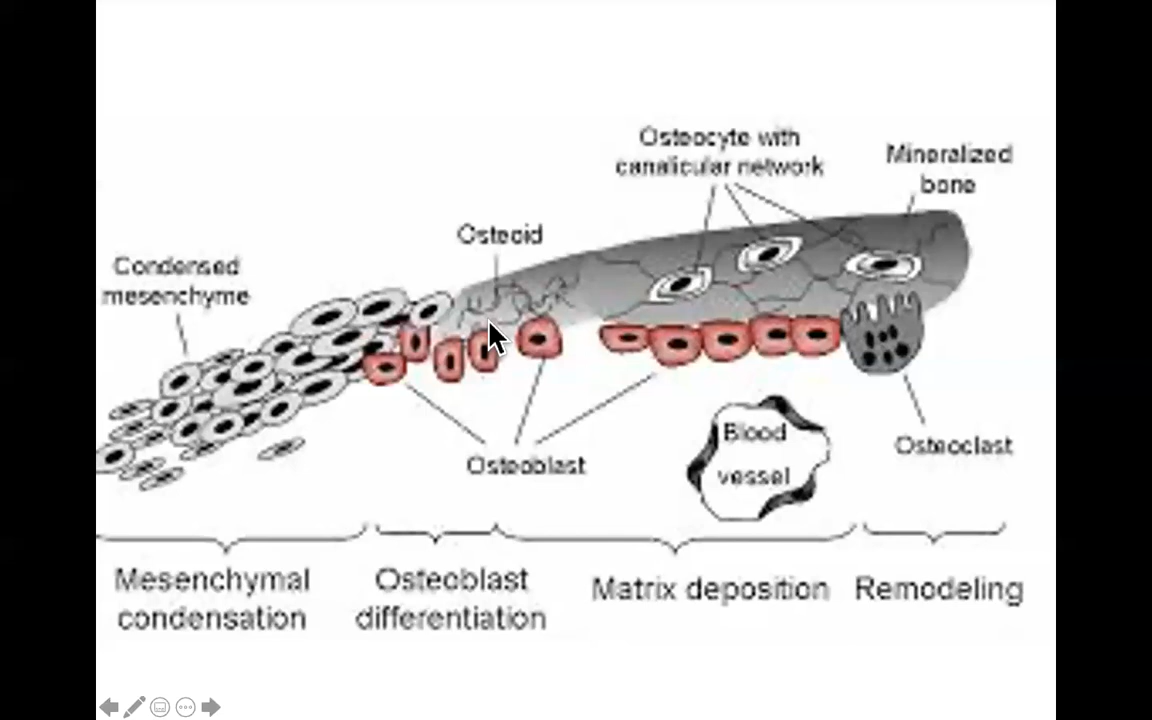 Osteocyte with
canalicular network
Mineralized
bone
Osteoid
Condensed
mesenchyme
Blood
vessel
Osteoclast
Osteoblast
Mesenchymal
condensation
Osteoblast
differentiation
Matrix deposition
Remodeling